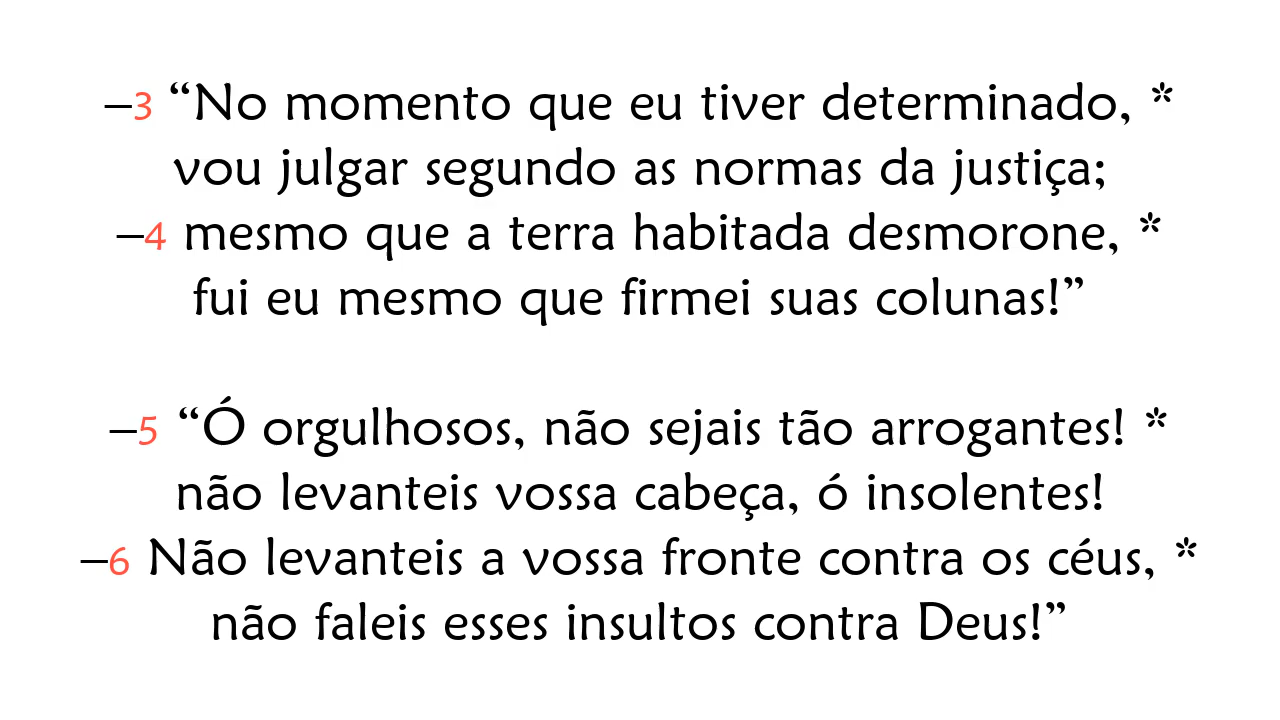 –3 “No momento que eu tiver determinado, *
vou julgar segundo as normas da justiça;
–4 mesmo que a terra habitada desmorone, *
fui eu mesmo que firmei suas colunas!”
–5 “Ó orgulhosos, não sejais tão arrogantes! *
não levanteis vossa cabeça, ó insolentes!
–6 Não levanteis a vossa fronte contra os céus, *
não faleis esses insultos contra Deus!”